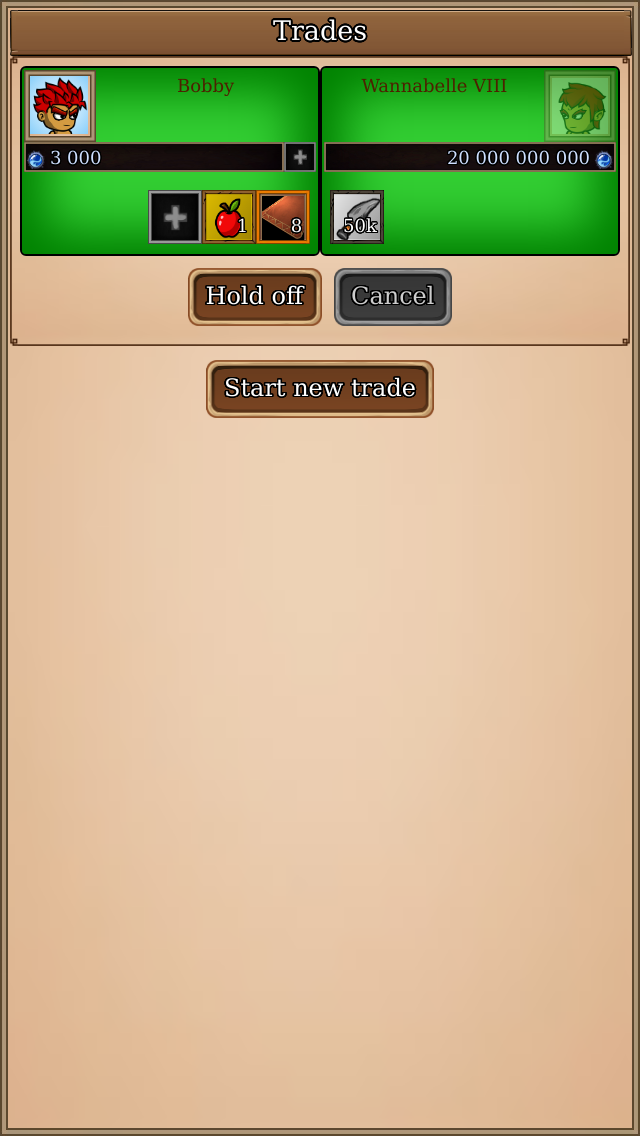 Trades
Bobby
Wannabelle VIII
3 000
20 000 000 000
1
8
50k
Hold off
Cancel
Start new trade